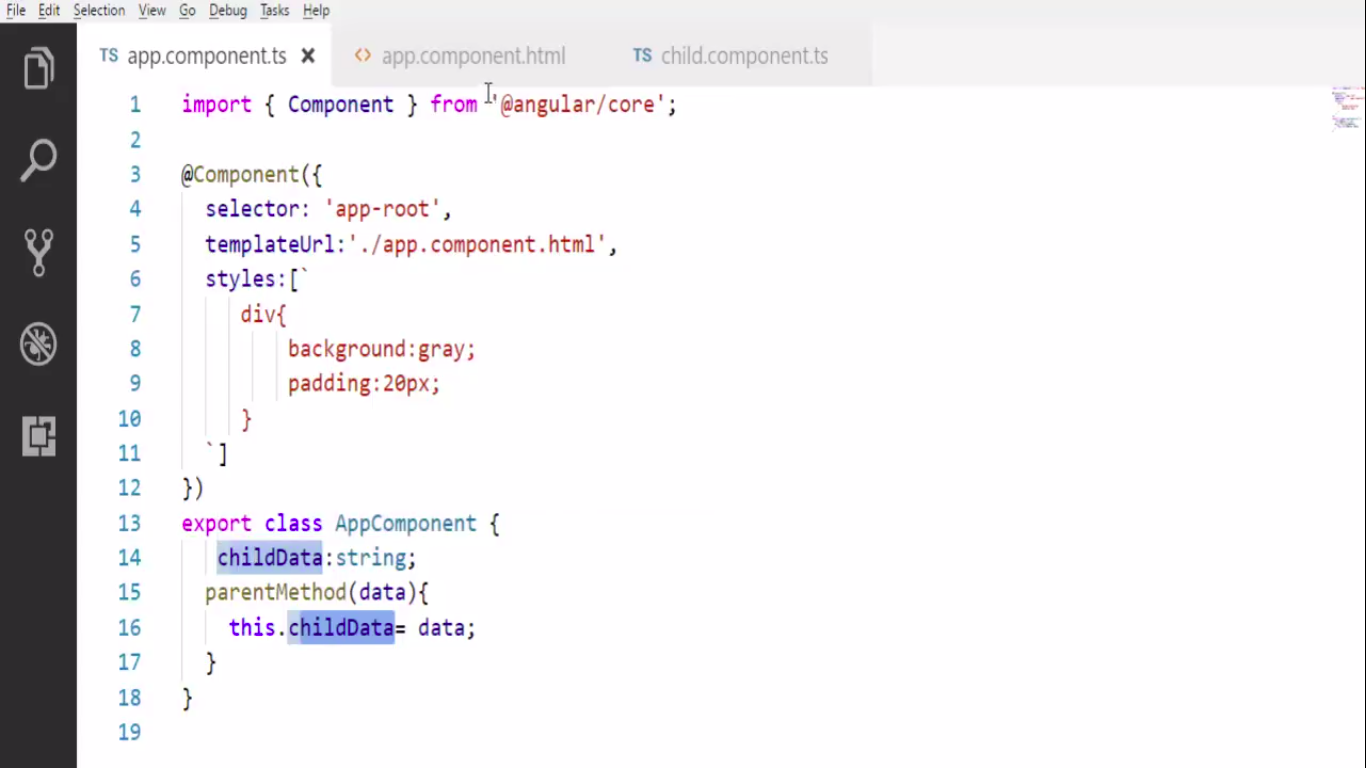 File Edit Selection View Go Debug Tasks Help
TS app.component.ts × <> app.component.html TS child.component.ts
1 import { Component } from '@angular/core';
2
3 @Component({
4 selector: 'app-root',
5 templateUrl:'./app.component.html',
6 styles:[`
7 div{
8 background:gray;
9 padding:20px;
10 }
11 `]
12 })
13 export class AppComponent {
14 childData:string;
15 parentMethod(data){
16 this.childData= data;
17 }
18 }
19